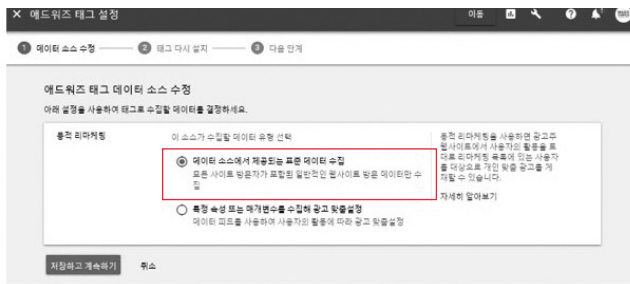 × 애드워즈 태그 설정
이동
1 데이터 소스 수정
2 태그 다시 설치
3 다음 단계
애드워즈 태그 데이터 소스 수정
아래 설정을 사용하여 태그로 수집할 데이터를 결정하세요.
동적 리마케팅
이 소스가 수집할 데이터 유형 선택
데이터 소스에서 제공되는 표준 데이터 수집
모든 사이트 방문자가 포함된 일반적인 웹사이트 방문 데이터만 수
집
특정 속성 또는 매개변수를 수집해 광고 맞춤설정
데이터 피드를 사용하여 사용자의 활동에 따라 광고 맞춤설정
동적 리마케팅을 사용하면 광고주
웹사이트에서 사용자의 활동을 토
대로 리마케팅 목록에 있는 사용자
를 대상으로 개인 맞춤 광고를 게
재할 수 있습니다.
자세히 알아보기
저장하고 계속하기
취소